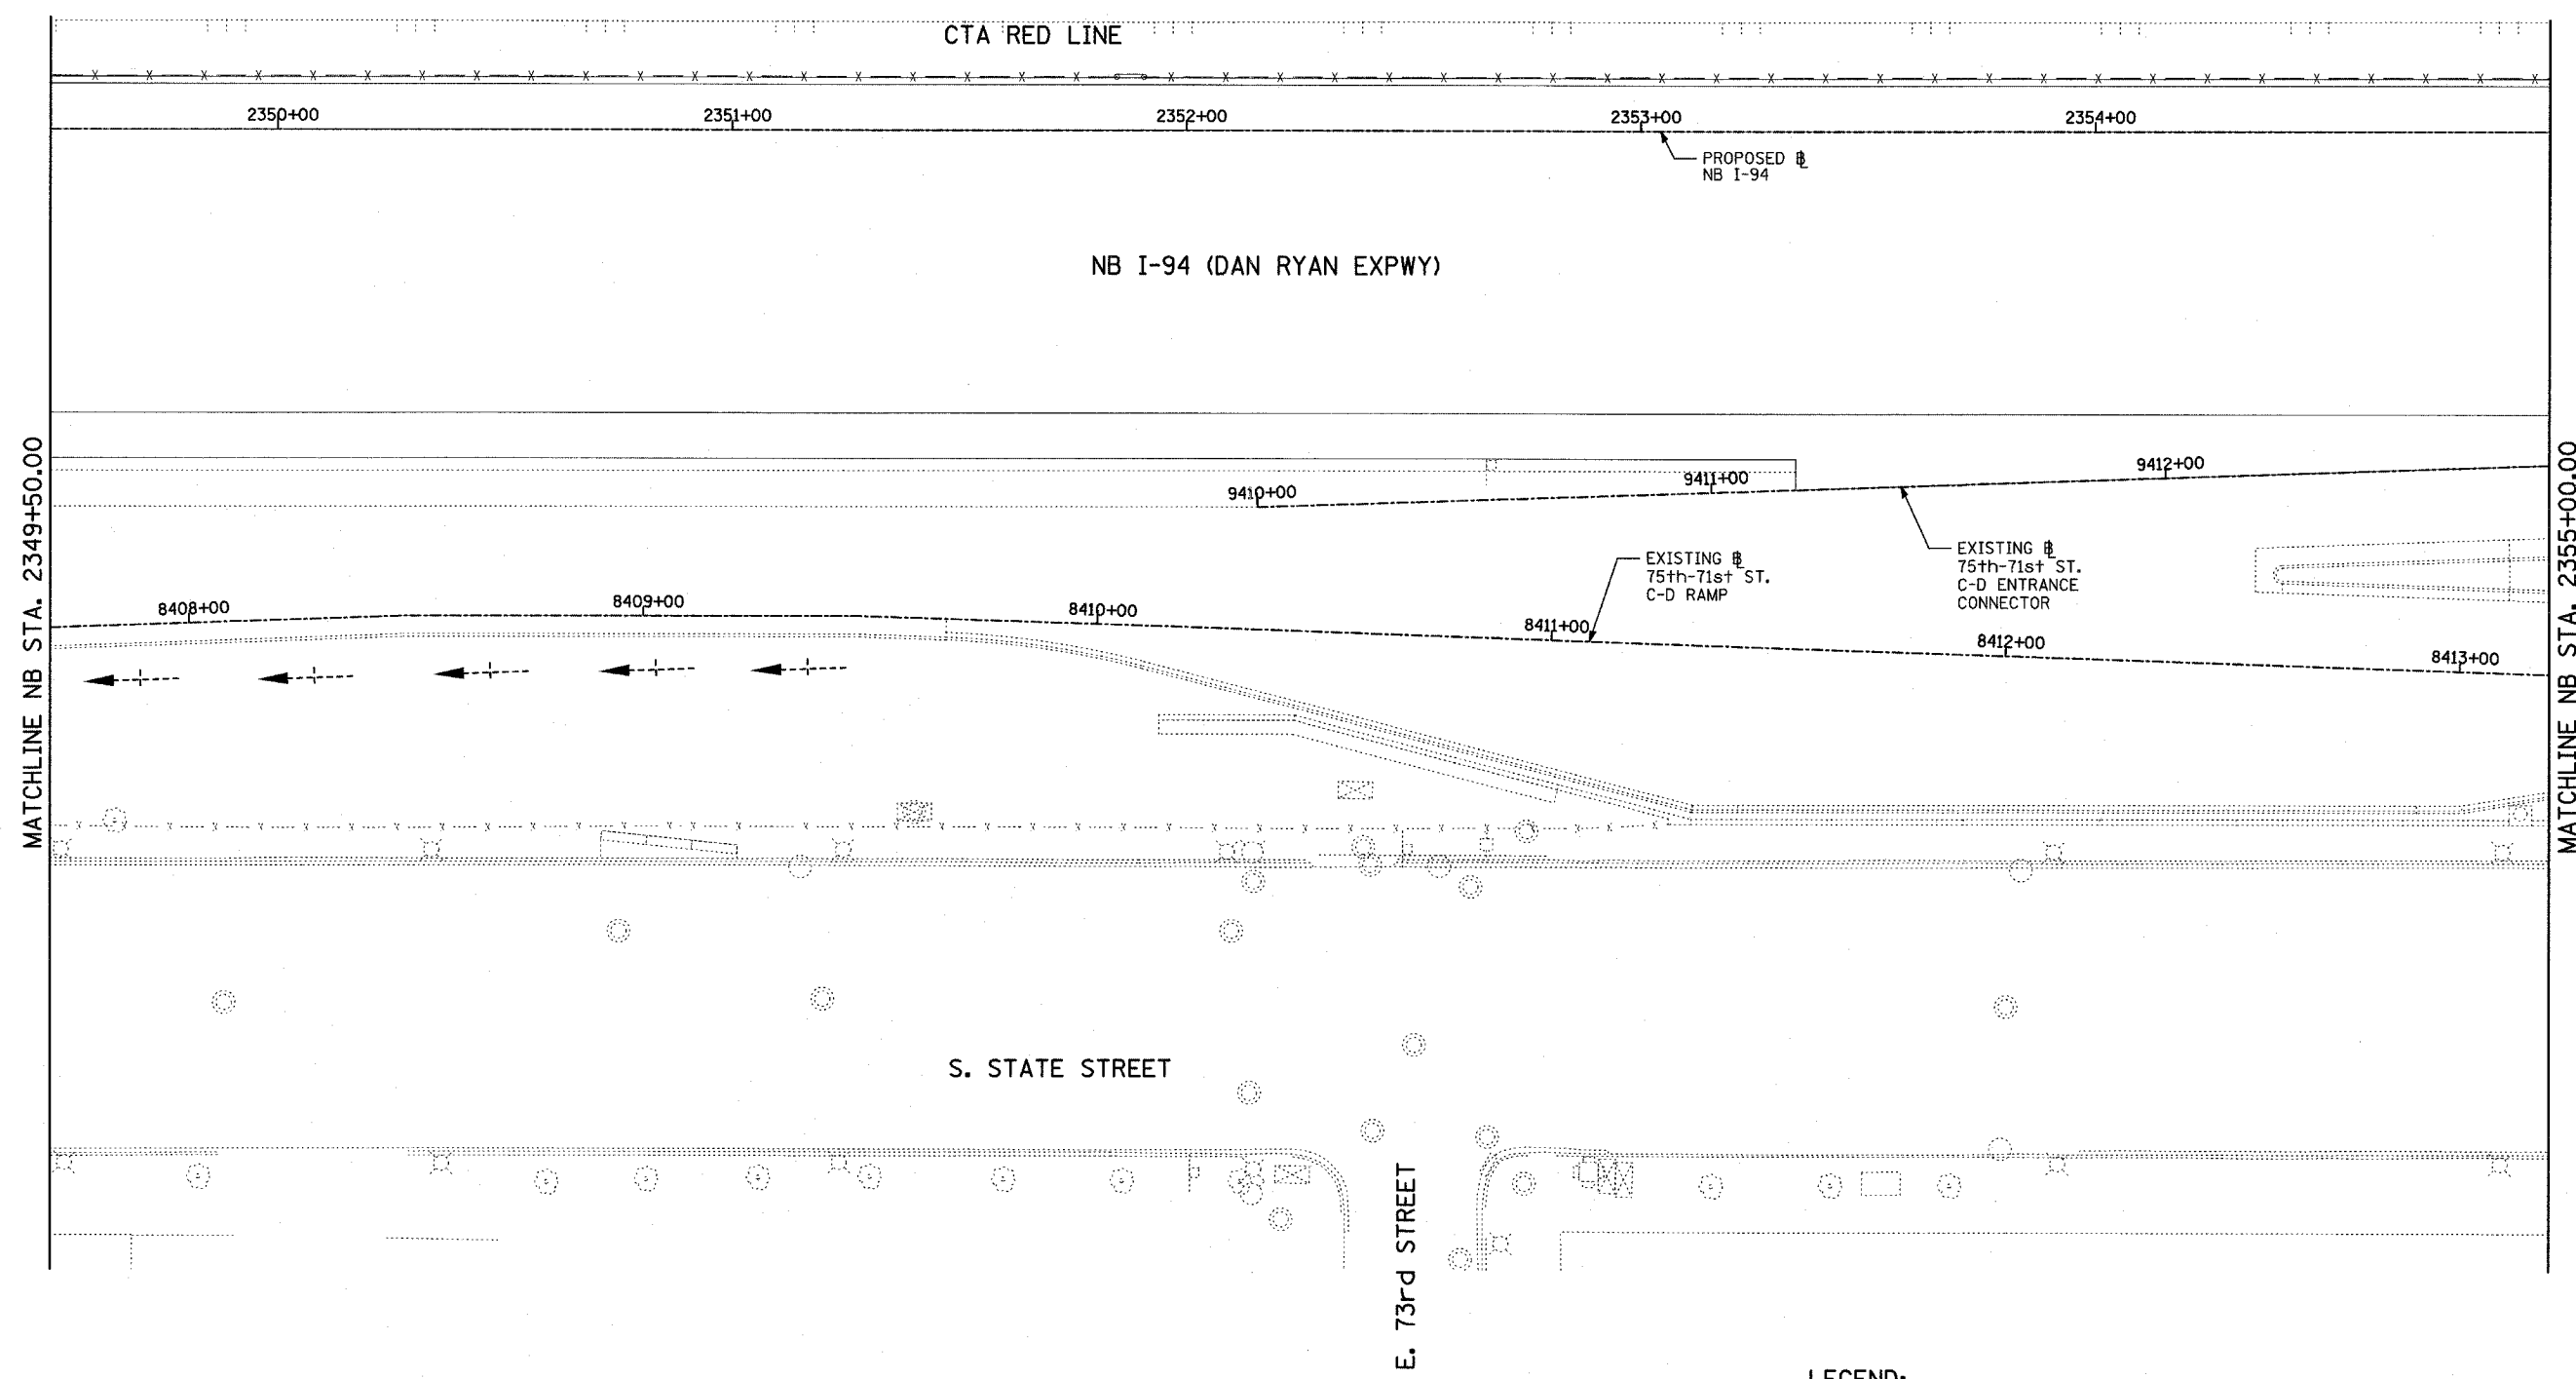 CTA RED LINE
2350+00
2351+00
2352+00
2353+00
2354+00
PROPOSED ℄
NB I-94
NB I-94 (DAN RYAN EXPWY)
MATCHLINE NB STA. 2349+50.00
MATCHLINE NB STA. 2355+00.00
9410+00
9411+00
9412+00
EXISTING ℄
75th-71st ST.
C-D RAMP
EXISTING ℄
75th-71st ST.
C-D ENTRANCE
CONNECTOR
8408+00
8409+00
8410+00
8411+00
8412+00
8413+00
S. STATE STREET
E. 73rd STREET
LEGEND: